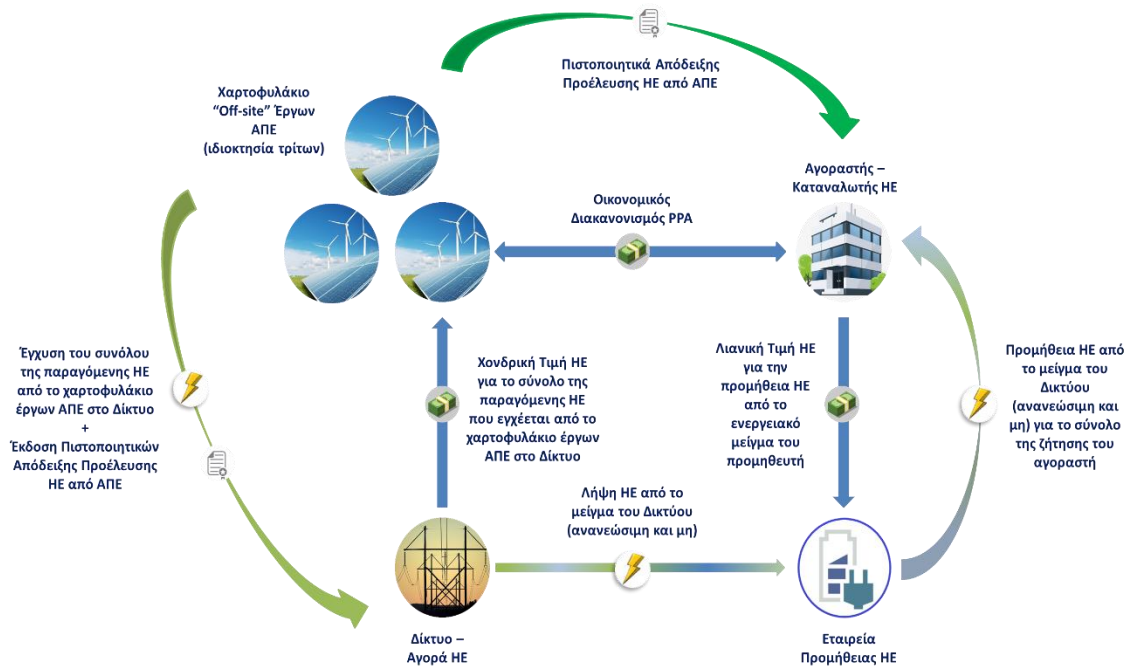 Πιστοποιητικά Απόδειξης
Προέλευσης ΗΕ από ΑΠΕ
Χαρτοφυλάκιο
“Off-site” Έργων
ΑΠΕ
(ιδιοκτησία τρίτων)
Αγοραστής –
Καταναλωτής ΗΕ
Οικονομικός
Διακανονισμός PPA
Έγχυση του συνόλου
της παραγόμενης ΗΕ
από το χαρτοφυλάκιο
έργων ΑΠΕ στο Δίκτυο
+
Έκδοση Πιστοποιητικών
Απόδειξης Προέλευσης
ΗΕ από ΑΠΕ
Χονδρική Τιμή ΗΕ
για το σύνολο της
παραγόμενης ΗΕ
που εγχέεται από το
χαρτοφυλάκιο έργων
ΑΠΕ στο Δίκτυο
Λιανική Τιμή ΗΕ
για την
προμήθεια ΗΕ
από το
ενεργειακό
μείγμα του
προμηθευτή
Προμήθεια ΗΕ από
το μείγμα του
Δικτύου
(ανανεώσιμη και
μη) για το σύνολο
της ζήτησης του
αγοραστή
Λήψη ΗΕ από το
μείγμα του Δικτύου
(ανανεώσιμη και μη)
Δίκτυο –
Αγορά ΗΕ
Εταιρεία
Προμήθειας ΗΕ